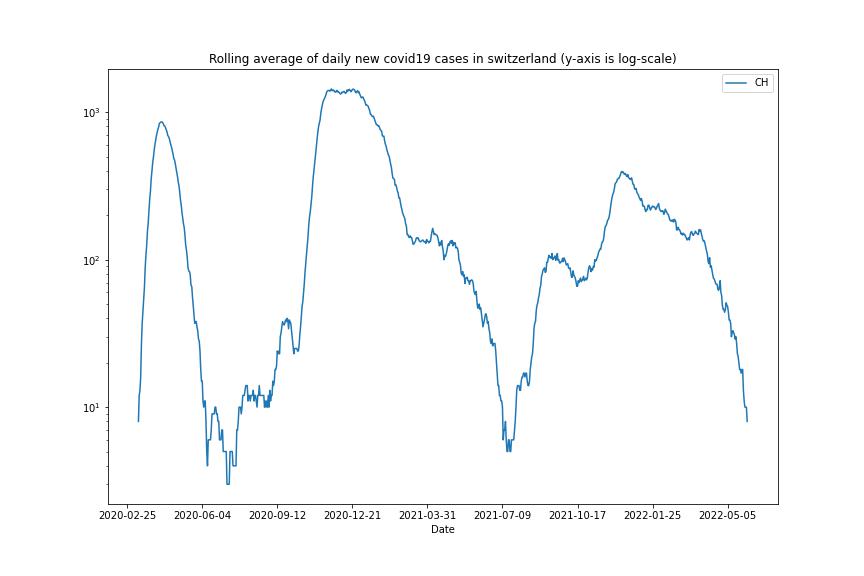 Rolling average of daily new covid19 cases in switzerland (y-axis is log-scale)
CH
10³
10²
10¹
2020-02-25 2020-06-04 2020-09-12 2020-12-21 2021-03-31 2021-07-09 2021-10-17 2022-01-25 2022-05-05
Date